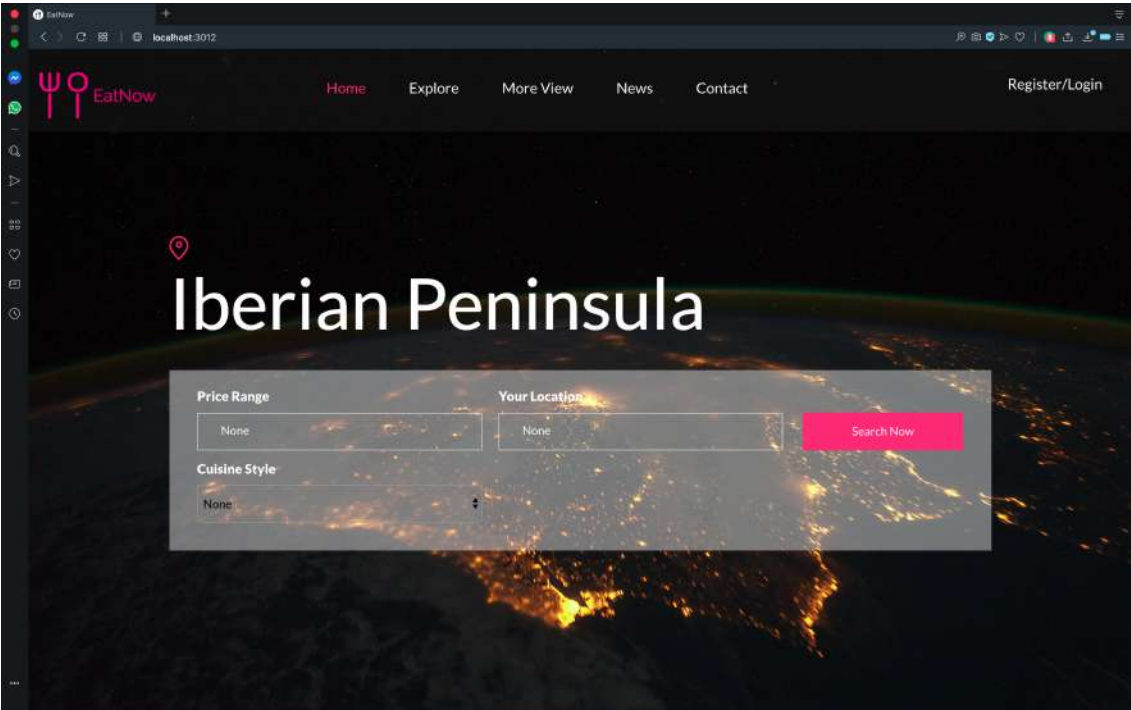 EatNow
localhost:3012
EatNow
Home Explore More View News Contact Register/Login
Iberian Peninsula
Price Range Your Location
None None Search Now
Cuisine Style
None